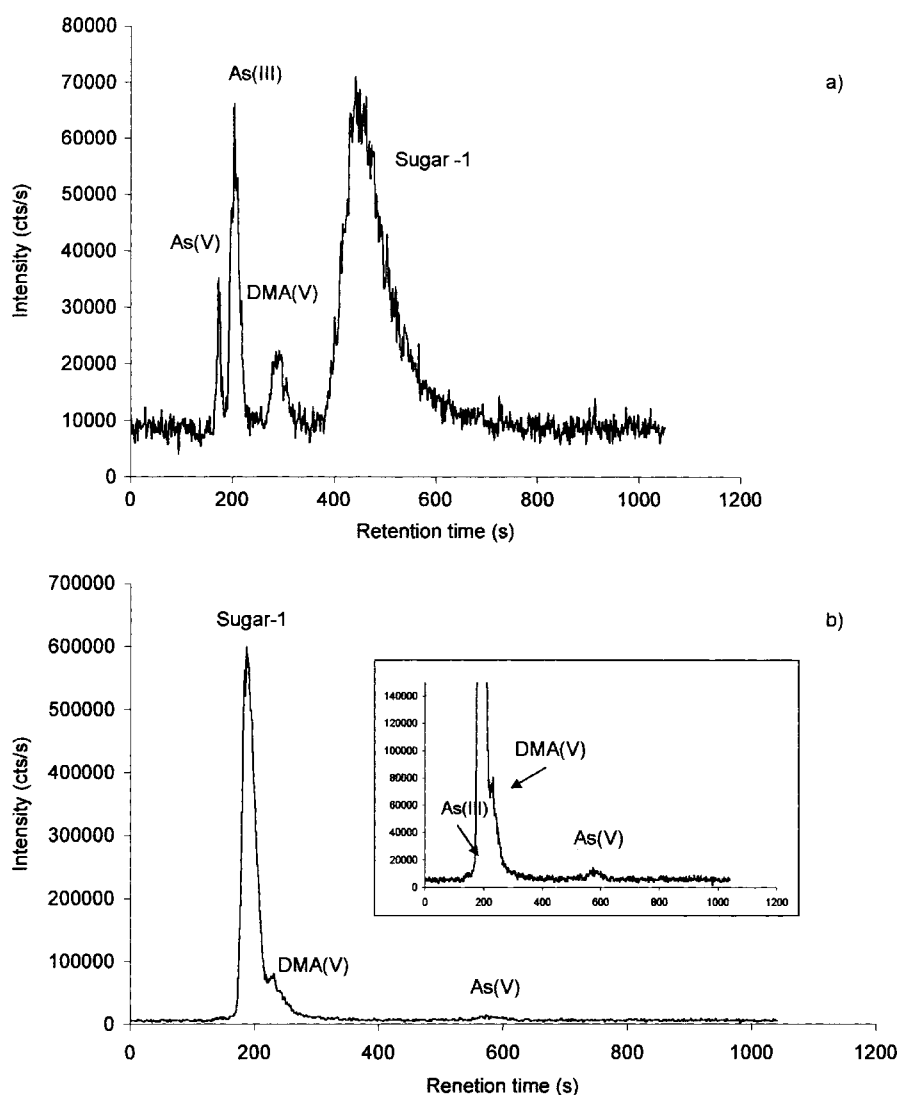 80000
70000
60000
50000
40000
30000
20000
10000
0
Intensity (cts/s)
As(III)
a)
Sugar -1
As(V)
DMA(V)
0 200 400 600 800 1000 1200
Retention time (s)
700000
600000
500000
400000
300000
200000
100000
0
Intensity (cts/s)
Sugar-1
b)
DMA(V)
As(V)
140000
120000
100000
80000
60000
40000
20000
0
DMA(V)
As(III)
As(V)
0 200 400 600 800 1000 1200
0 200 400 600 800 1000 1200
Renetion time (s)